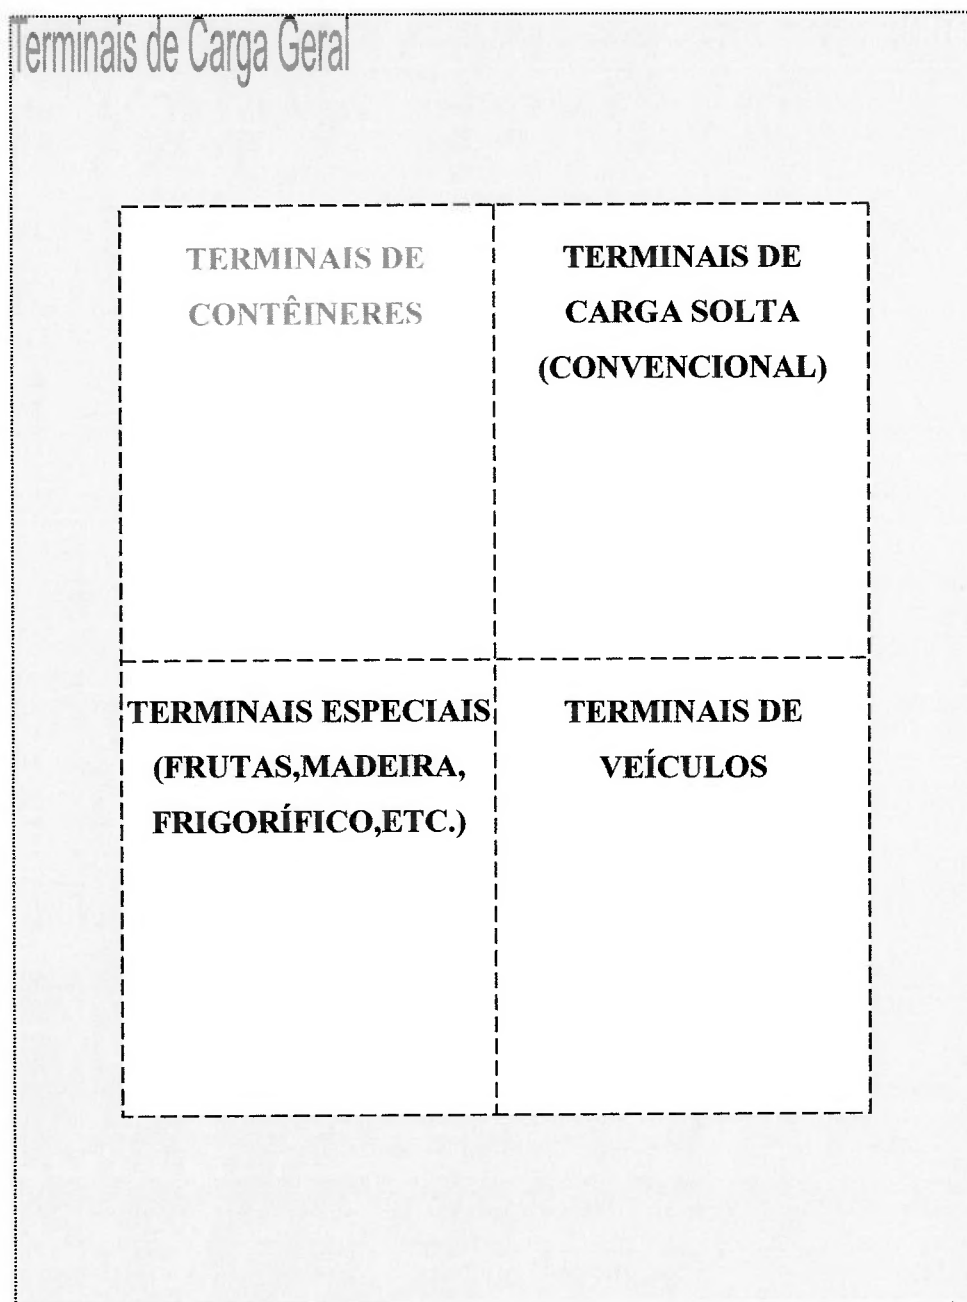 Terminais de Carga Geral
TERMINAIS DE
CONTÊINERES
TERMINAIS DE
CARGA SOLTA
(CONVENCIONAL)
TERMINAIS ESPECIAIS
(FRUTAS,MADEIRA,
FRIGORÍFICO,ETC.)
TERMINAIS DE
VEÍCULOS